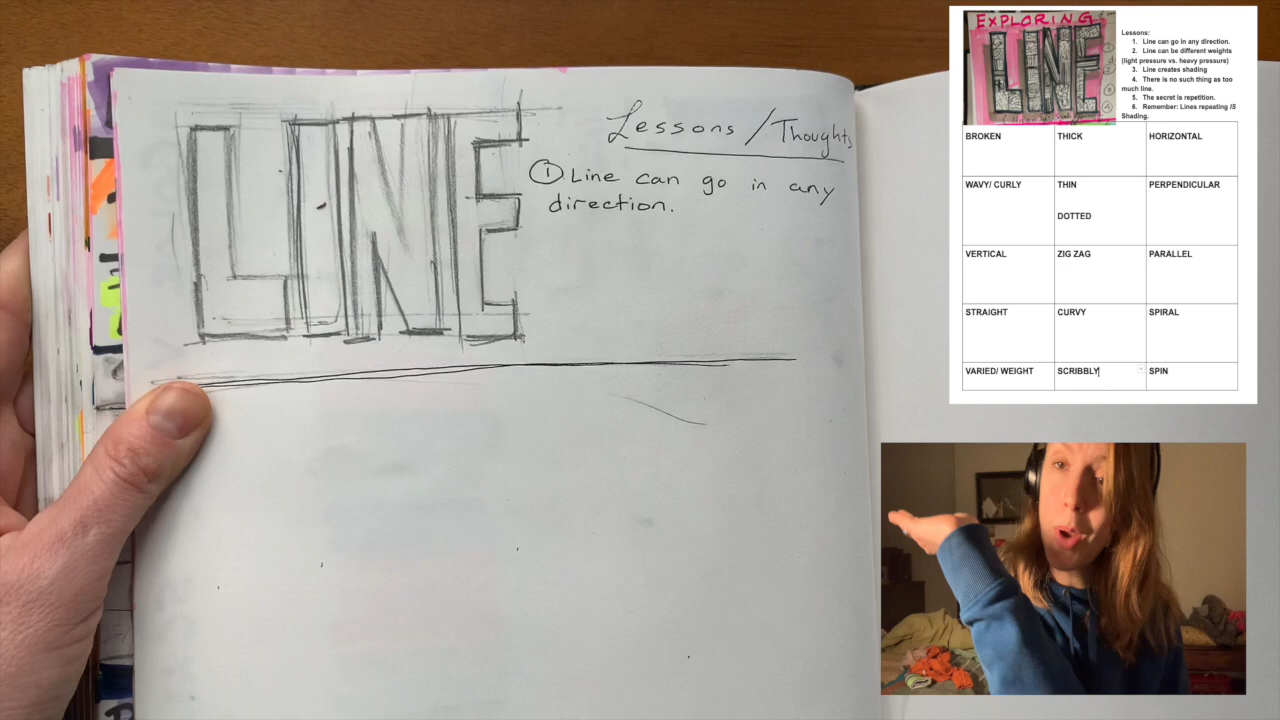 LINE
Lessons / Thoughts
① Line can go in any
direction.
EXPLORING
LINE
Lessons:
1. Line can go in any direction.
2. Line can be different weights
(light pressure vs. heavy pressure)
3. Line creates shading
4. There is no such thing as too
much line.
5. The secret is repetition.
6. Remember: Lines repeating IS
Shading.
BROKEN THICK HORIZONTAL
WAVY/ CURLY THIN PERPENDICULAR
DOTTED
VERTICAL ZIG ZAG PARALLEL
STRAIGHT CURVY SPIRAL
VARIED/ WEIGHT SCRIBBLY SPIN